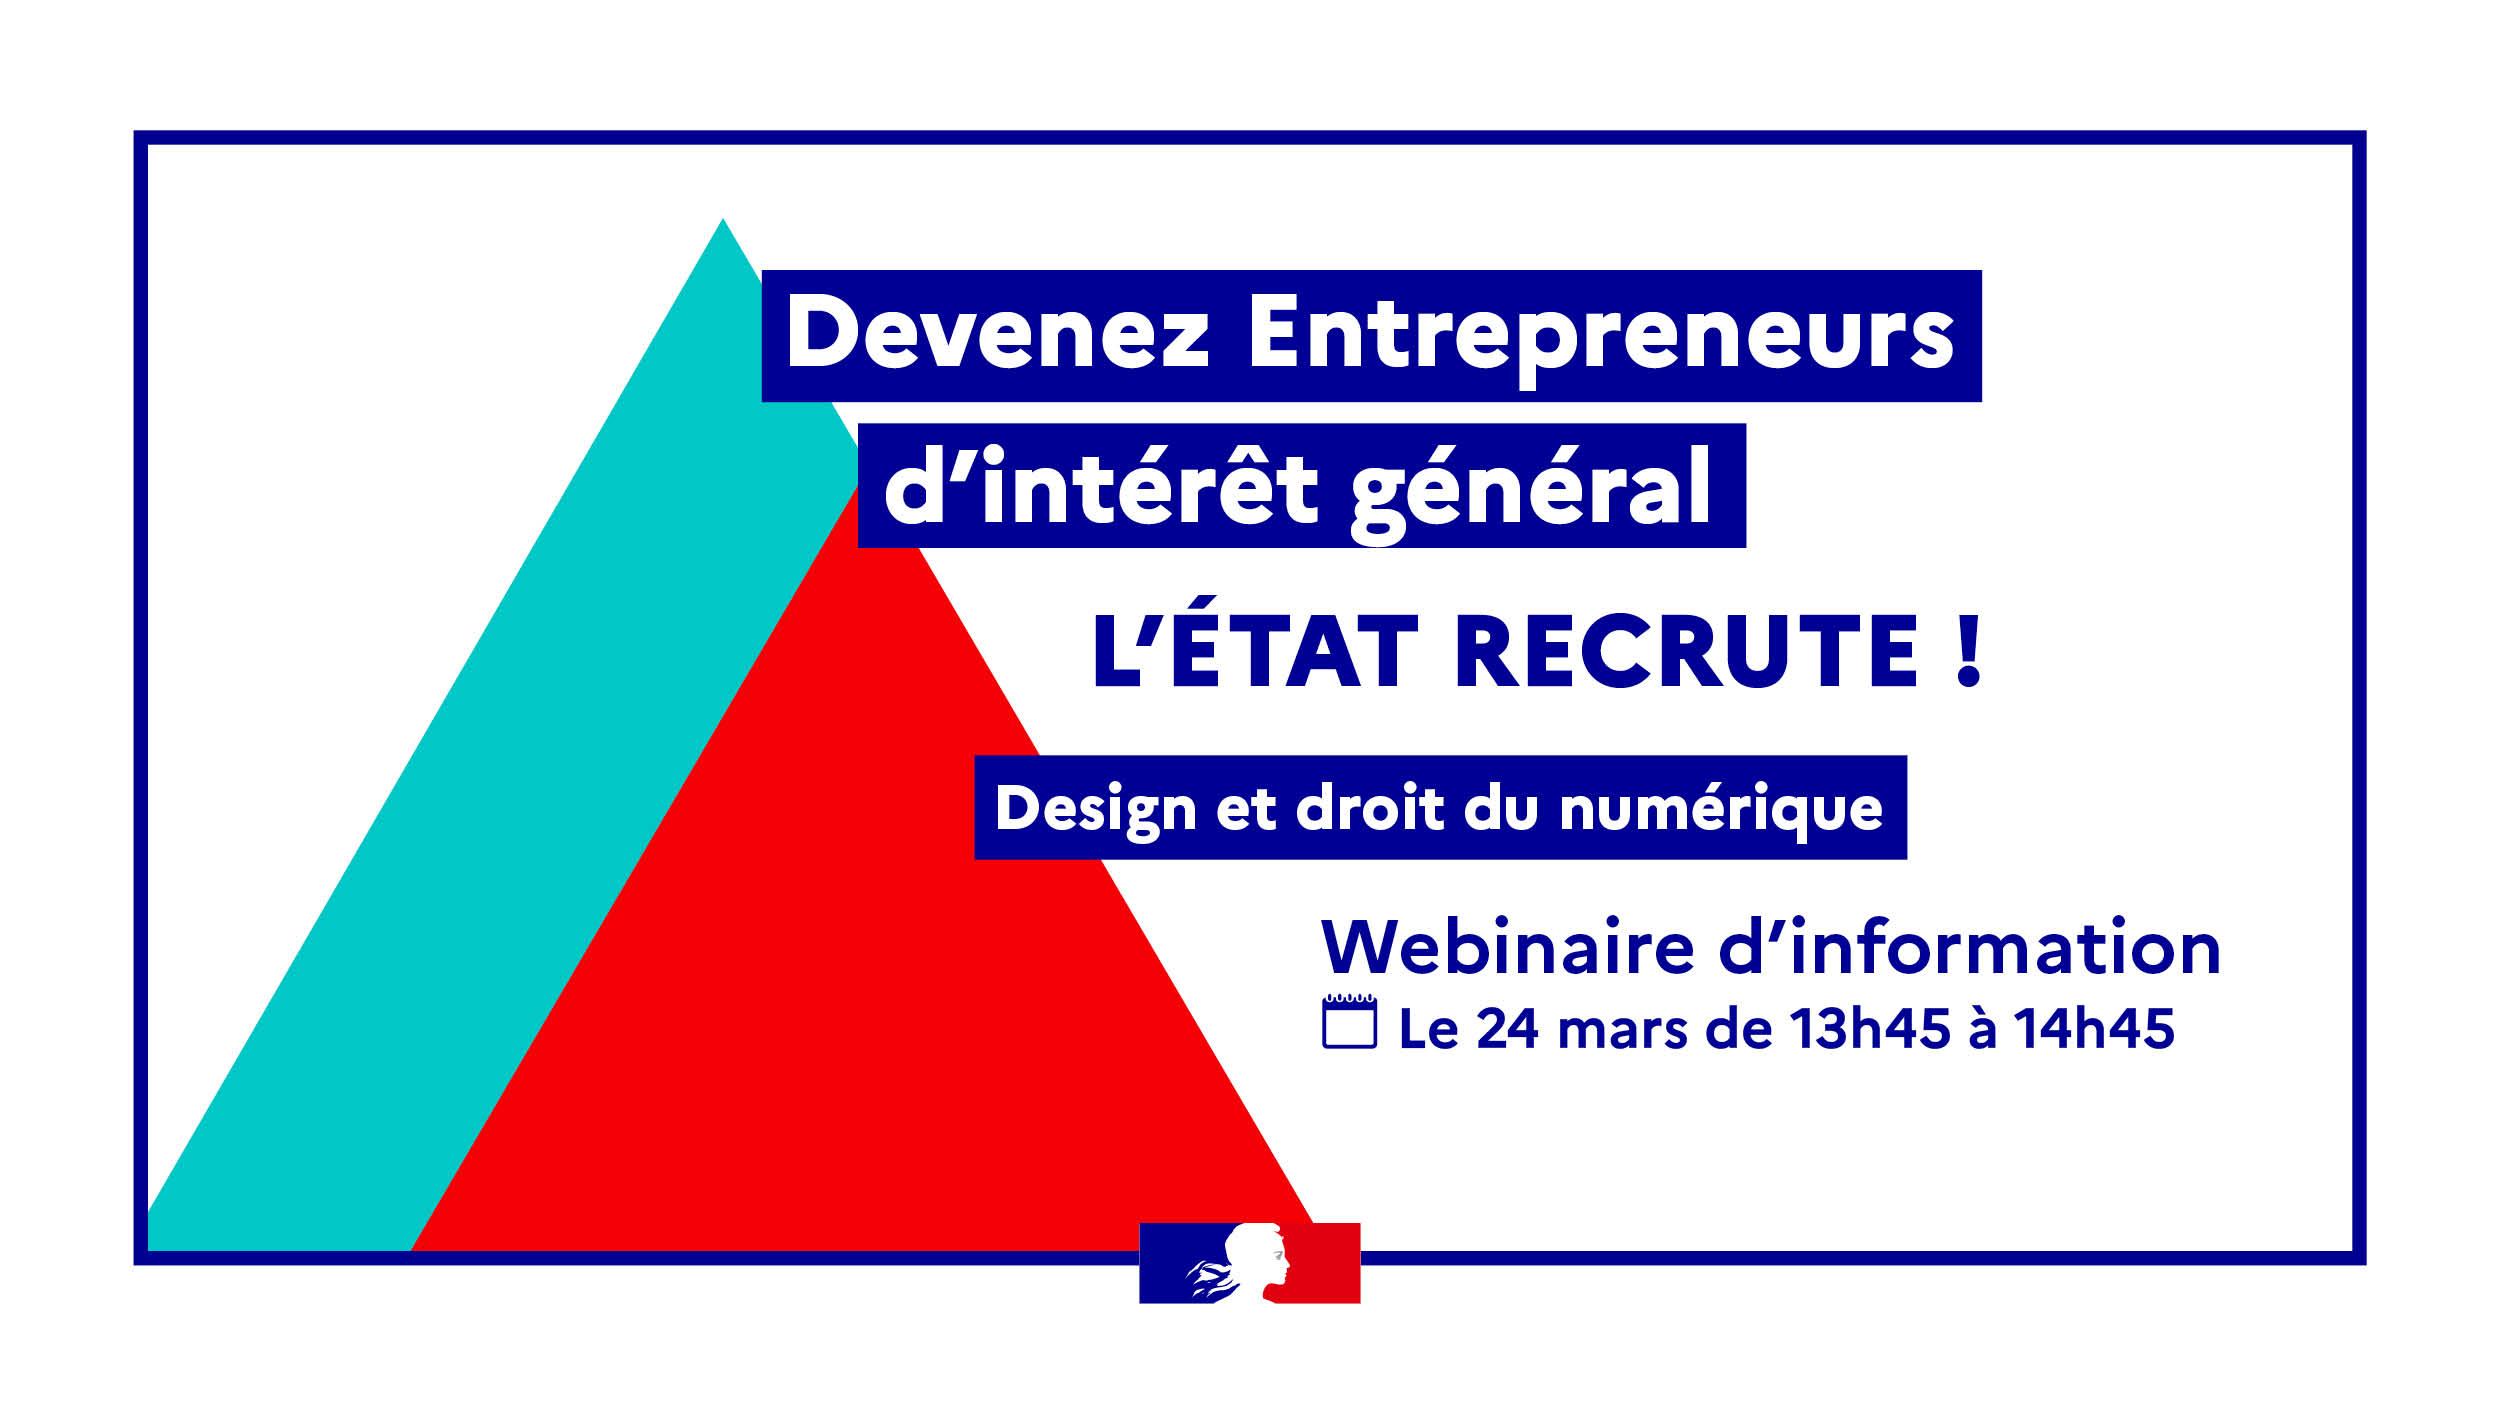 Devenez Entrepreneurs
d’intérêt général
L’ÉTAT RECRUTE !
Design et droit du numérique
Webinaire d’information
Le 24 mars de 13h45 à 14h45